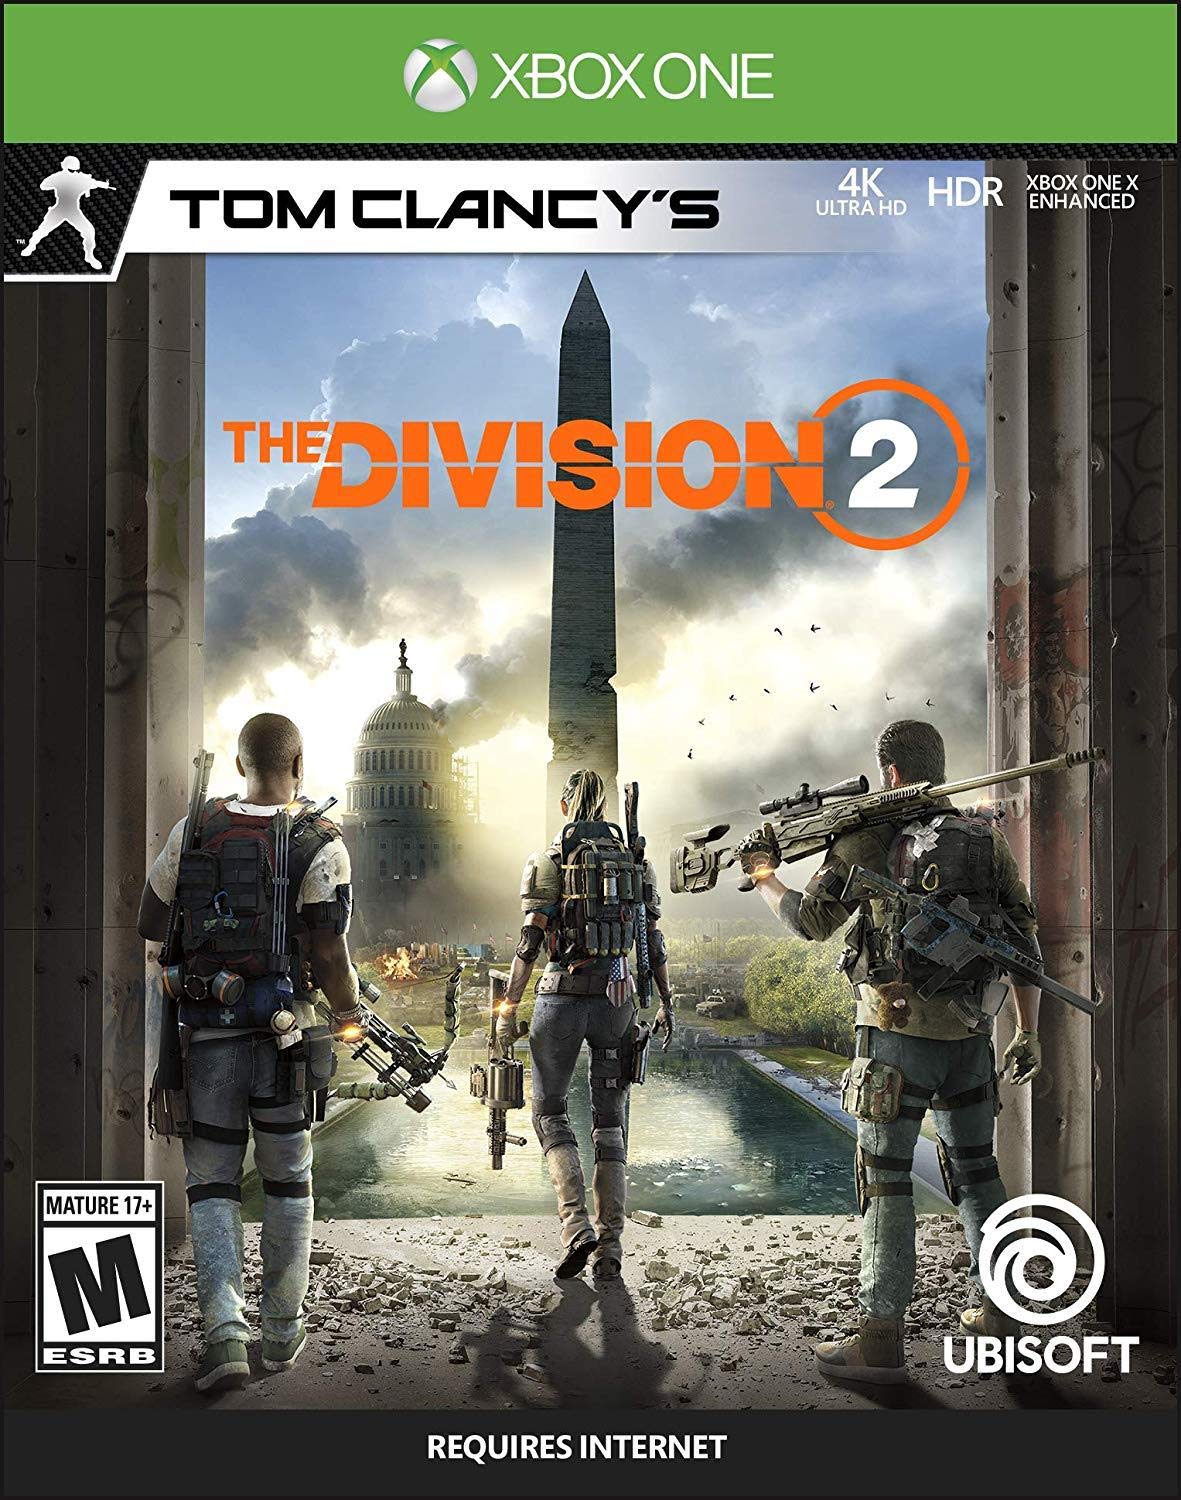 XBOX ONE
TOM CLANCY'S
4K
ULTRA HD
HDR
XBOX ONE X
ENHANCED
THE DIVISION 2
MATURE 17+
M
ESRB
UBISOFT
REQUIRES INTERNET